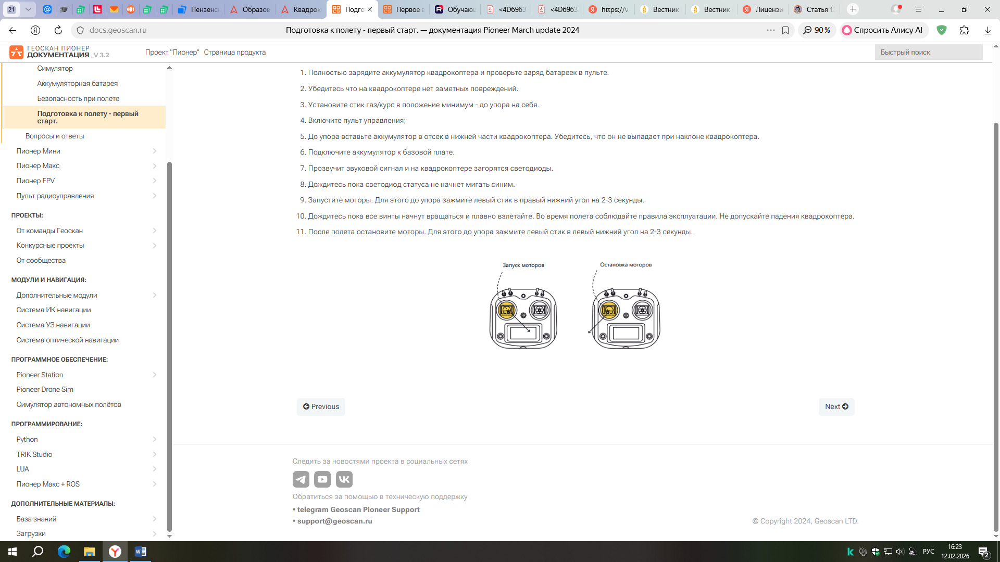 21
Пензенс
Образов
Квадрок
Подго
Первое в
Обучаю
<4D6963
<4D6963
https://v
Вестник
Вестник
Лицензи
Статья 1
docs.geoscan.ru
Подготовка к полету - первый старт. — документация Pioneer March update 2024
90 %
Спросить Алису AI
ГЕОСКАН ПИОНЕР
ДОКУМЕНТАЦИЯ _V 3.2
Проект "Пионер"
Страница продукта
Быстрый поиск
Симулятор
Аккумуляторная батарея
Безопасность при полете
Подготовка к полету - первый
старт.
Вопросы и ответы
Пионер Мини
Пионер Макс
Пионер FPV
Пульт радиоуправления
ПРОЕКТЫ:
От команды Геоскан
Конкурсные проекты
От сообщества
МОДУЛИ И НАВИГАЦИЯ:
Дополнительные модули
Система ИК навигации
Система УЗ навигации
Система оптической навигации
ПРОГРАММНОЕ ОБЕСПЕЧЕНИЕ:
Pioneer Station
Pioneer Drone Sim
Симулятор автономных полётов
ПРОГРАММИРОВАНИЕ:
Python
TRIK Studio
LUA
Пионер Макс + ROS
ДОПОЛНИТЕЛЬНЫЕ МАТЕРИАЛЫ:
База знаний
Загрузки
1. Полностью зарядите аккумулятор квадрокоптера и проверьте заряд батареек в пульте.
2. Убедитесь что на квадрокоптере нет заметных повреждений.
3. Установите стик газ/курс в положение минимум - до упора на себя.
4. Включите пульт управления;
5. До упора вставьте аккумулятор в отсек в нижней части квадрокоптера. Убедитесь, что он не выпадает при наклоне квадрокоптера.
6. Подключите аккумулятор к базовой плате.
7. Прозвучит звуковой сигнал и на квадрокоптере загорятся светодиоды.
8. Дождитесь пока светодиод статуса не начнет мигать синим.
9. Запустите моторы. Для этого до упора зажмите левый стик в правый нижний угол на 2-3 секунды.
10. Дождитесь пока все винты начнут вращаться и плавно взлетайте. Во время полета соблюдайте правила эксплуатации. Не допускайте падения квадрокоптера.
11. После полета остановите моторы. Для этого до упора зажмите левый стик в левый нижний угол на 2-3 секунды.
Запуск моторов
Остановка моторов
Previous
Next
Следить за новостями проекта в социальных сетях
Обратиться за помощью в техническую поддержку
• telegram Geoscan Pioneer Support
• support@geoscan.ru
© Copyright 2024, Geoscan LTD.
РУС
16:23
12.02.2026
2